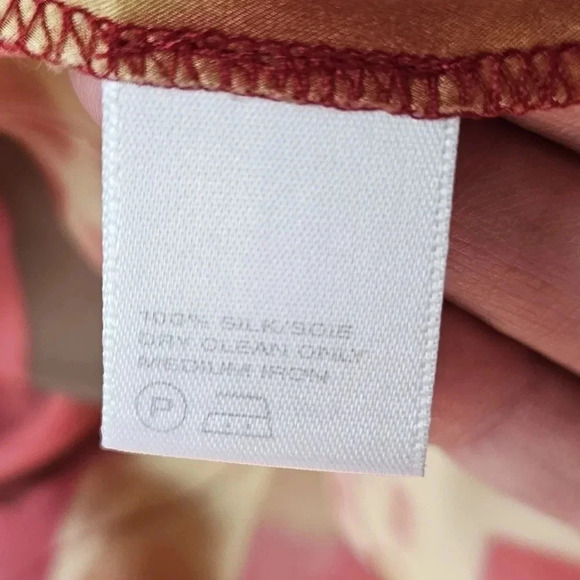 100% SILK/SOIE
DRY CLEAN ONLY
MEDIUM IRON
P